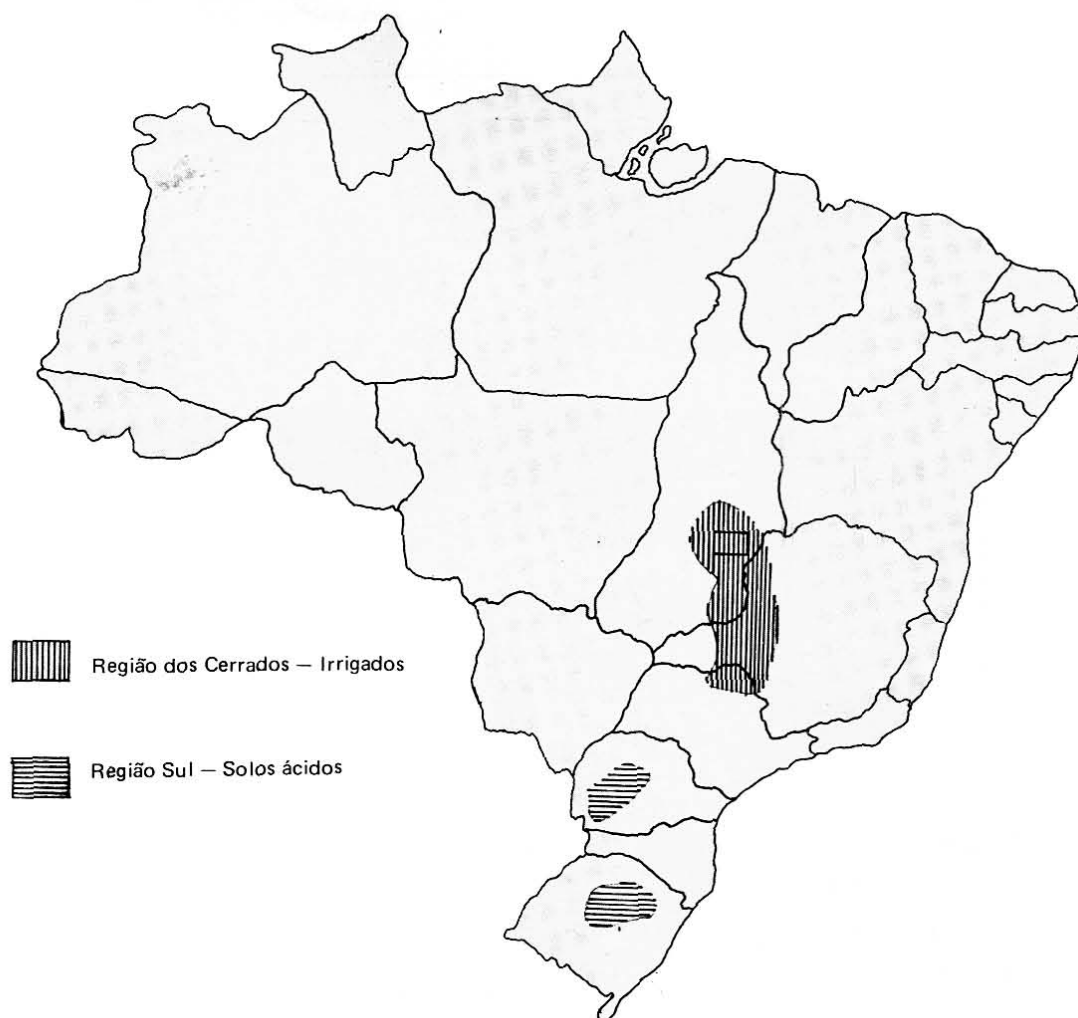 Região dos Cerrados — Irrigados
Região Sul — Solos ácidos